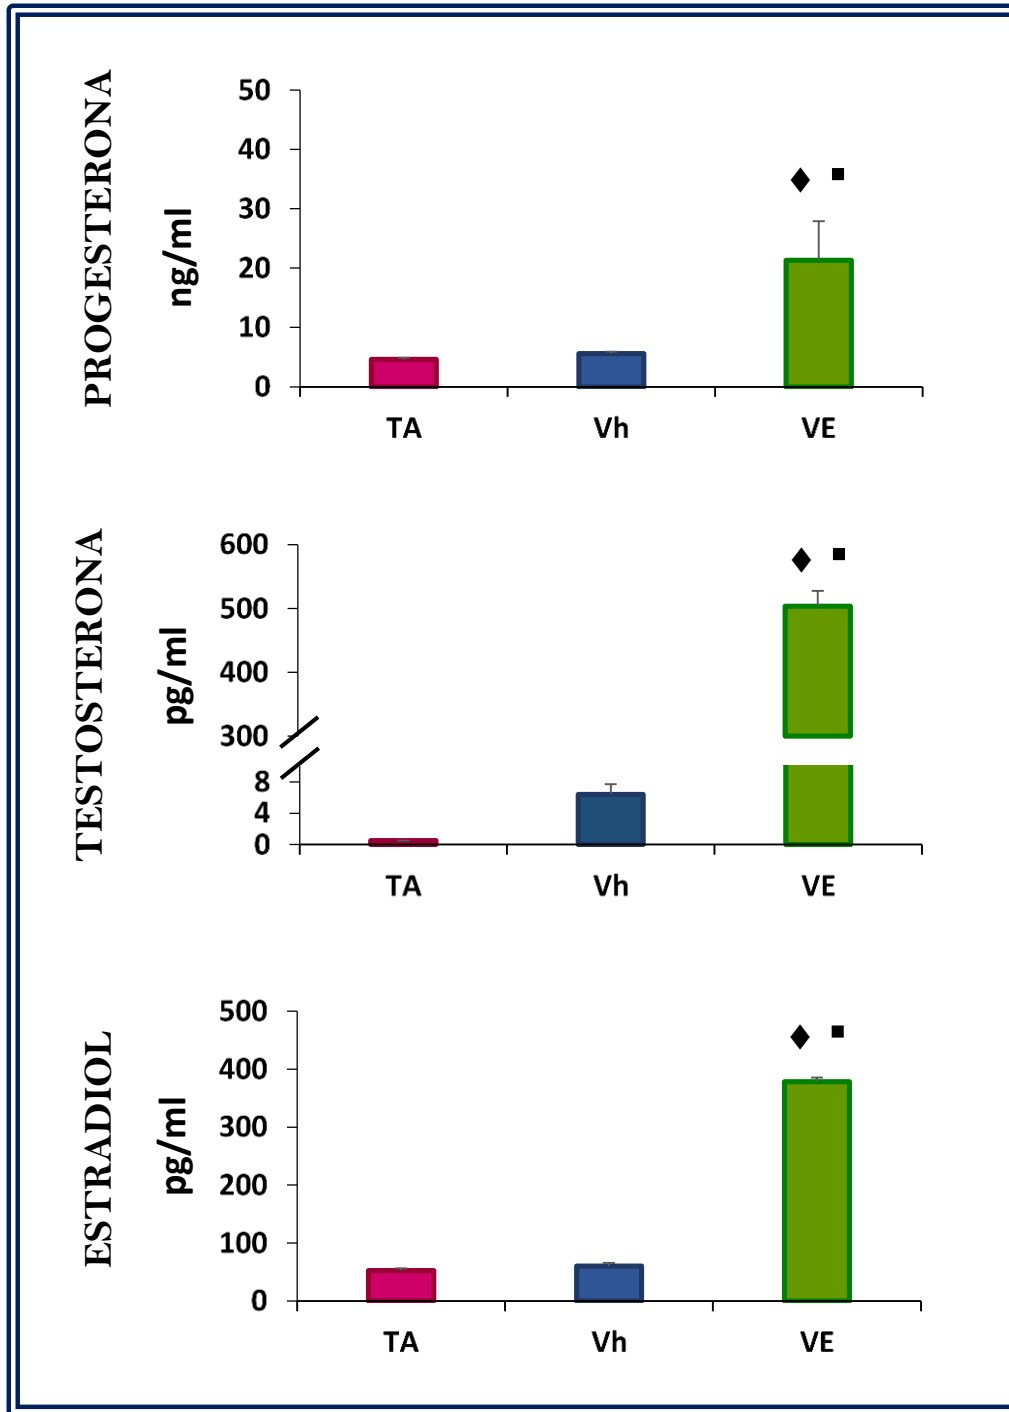 PROGESTERONA
ng/ml
50
40
30
20
10
0
TA Vh VE
TESTOSTERONA
pg/ml
600
500
400
300
8
4
0
TA Vh VE
ESTRADIOL
pg/ml
500
400
300
200
100
0
TA Vh VE